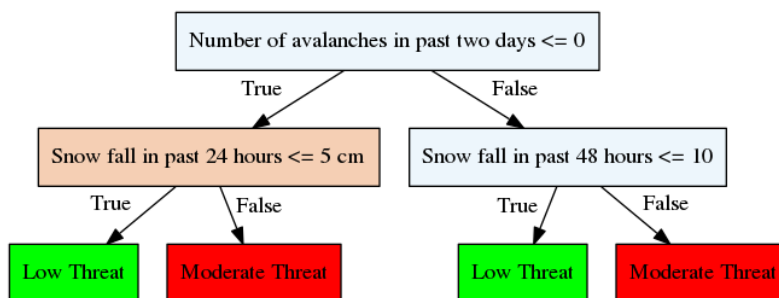 Number of avalanches in past two days <= 0
True
False
Snow fall in past 24 hours <= 5 cm
Snow fall in past 48 hours <= 10
True
False
True
False
Low Threat
Moderate Threat
Low Threat
Moderate Threat